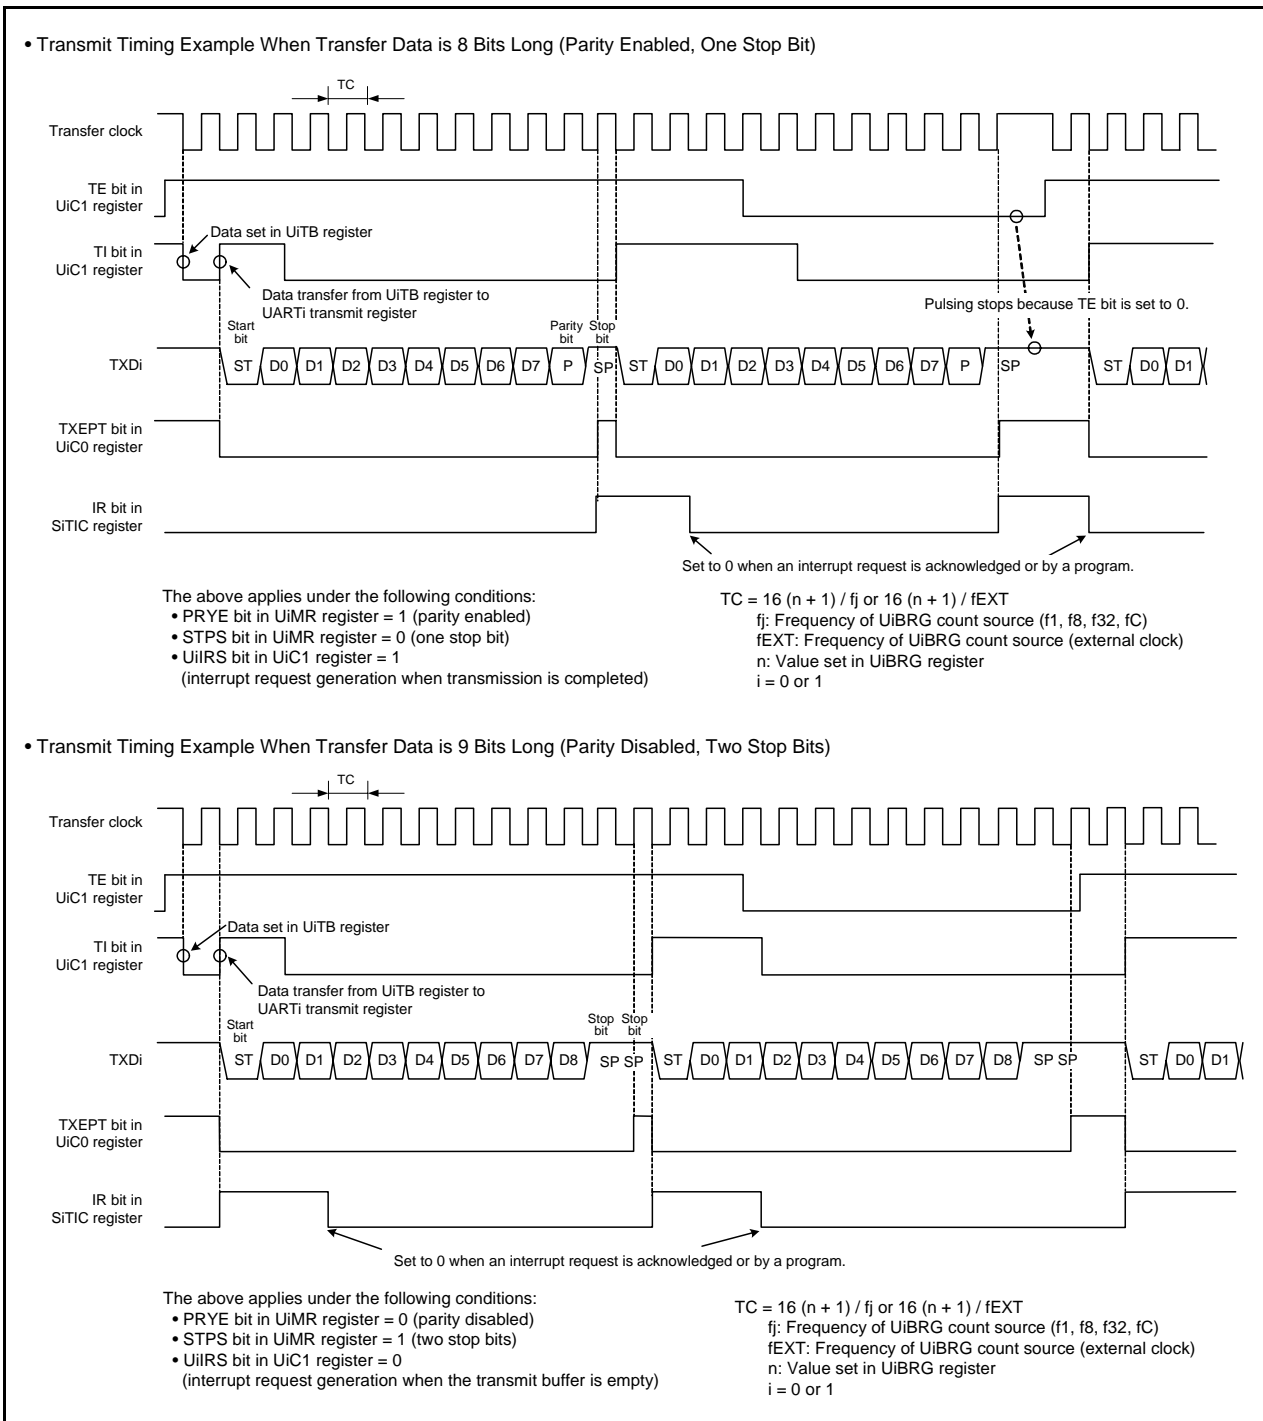 • Transmit Timing Example When Transfer Data is 8 Bits Long (Parity Enabled, One Stop Bit)
TC
Transfer clock
TE bit in
UiC1 register
Data set in UiTB register
TI bit in
UiC1 register
Data transfer from UiTB register to
UARTi transmit register
Pulsing stops because TE bit is set to 0.
Start
bit
Parity
bit
Stop
bit
TXDi
ST D0 D1 D2 D3 D4 D5 D6 D7 P SP ST D0 D1 D2 D3 D4 D5 D6 D7 P SP ST D0 D1
TXEPT bit in
UiC0 register
IR bit in
SiTIC register
Set to 0 when an interrupt request is acknowledged or by a program.
The above applies under the following conditions:
• PRYE bit in UiMR register = 1 (parity enabled)
• STPS bit in UiMR register = 0 (one stop bit)
• UiIRS bit in UiC1 register = 1
(interrupt request generation when transmission is completed)
TC = 16 (n + 1) / fj or 16 (n + 1) / fEXT
fj: Frequency of UiBRG count source (f1, f8, f32, fC)
fEXT: Frequency of UiBRG count source (external clock)
n: Value set in UiBRG register
i = 0 or 1
• Transmit Timing Example When Transfer Data is 9 Bits Long (Parity Disabled, Two Stop Bits)
TC
Transfer clock
TE bit in
UiC1 register
Data set in UiTB register
TI bit in
UiC1 register
Data transfer from UiTB register to
UARTi transmit register
Start
bit
Stop
bit
Stop
bit
TXDi
ST D0 D1 D2 D3 D4 D5 D6 D7 D8 SP SP ST D0 D1 D2 D3 D4 D5 D6 D7 D8 SP SP ST D0 D1
TXEPT bit in
UiC0 register
IR bit in
SiTIC register
Set to 0 when an interrupt request is acknowledged or by a program.
The above applies under the following conditions:
• PRYE bit in UiMR register = 0 (parity disabled)
• STPS bit in UiMR register = 1 (two stop bits)
• UiIRS bit in UiC1 register = 0
(interrupt request generation when the transmit buffer is empty)
TC = 16 (n + 1) / fj or 16 (n + 1) / fEXT
fj: Frequency of UiBRG count source (f1, f8, f32, fC)
fEXT: Frequency of UiBRG count source (external clock)
n: Value set in UiBRG register
i = 0 or 1